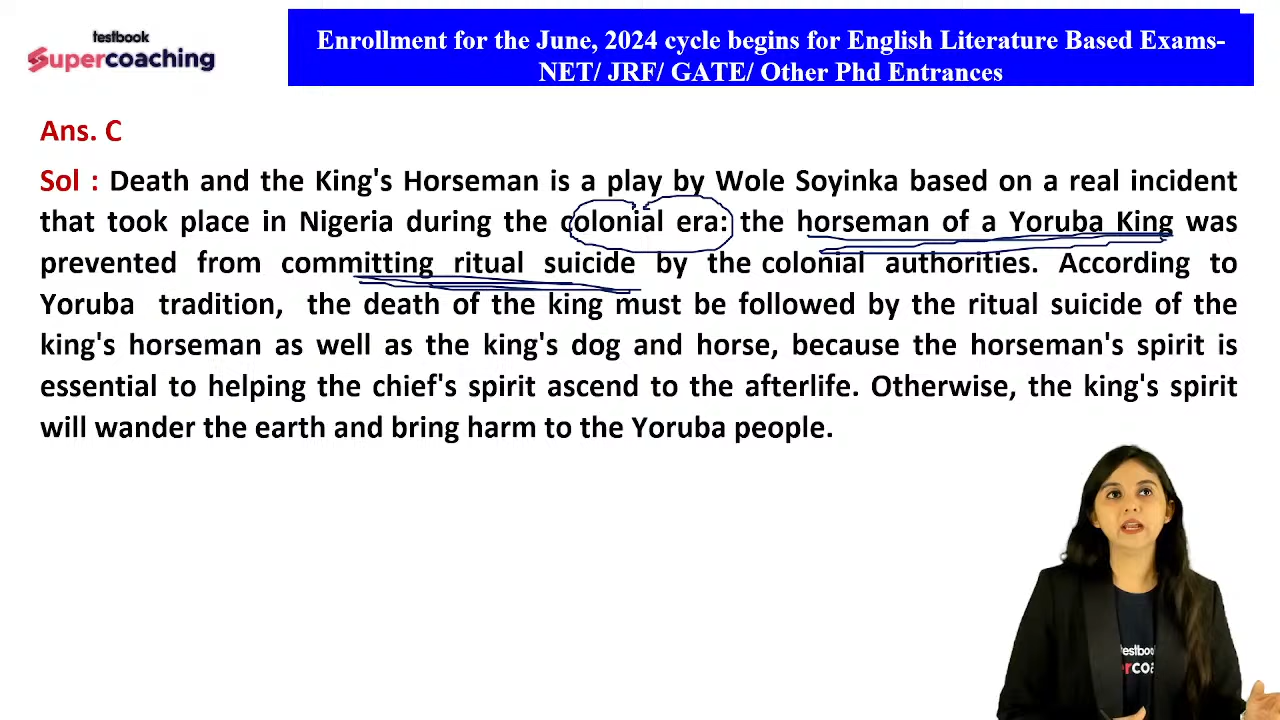 testbook
Supercoaching
Enrollment for the June, 2024 cycle begins for English Literature Based Exams-
NET/ JRF/ GATE/ Other Phd Entrances
Ans. C
Sol : Death and the King's Horseman is a play by Wole Soyinka based on a real incident
that took place in Nigeria during the colonial era: the horseman of a Yoruba King was
prevented from committing ritual suicide by the colonial authorities. According to
Yoruba tradition, the death of the king must be followed by the ritual suicide of the
king's horseman as well as the king's dog and horse, because the horseman's spirit is
essential to helping the chief's spirit ascend to the afterlife. Otherwise, the king's spirit
will wander the earth and bring harm to the Yoruba people.